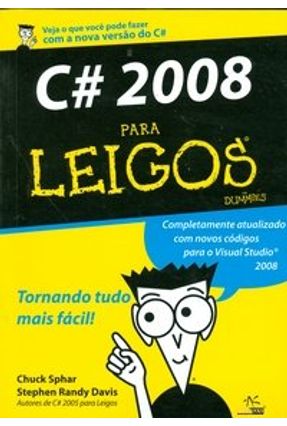 Veja o que você pode fazer
com a nova versão do C#
C# 2008
PARA
LEIGOS
DUMMIES
Completamente atualizado
com novos códigos
para o Visual Studio®
2008
Tornando tudo
mais fácil!
Chuck Sphar
Stephen Randy Davis
Autores de C# 2005 para Leigos